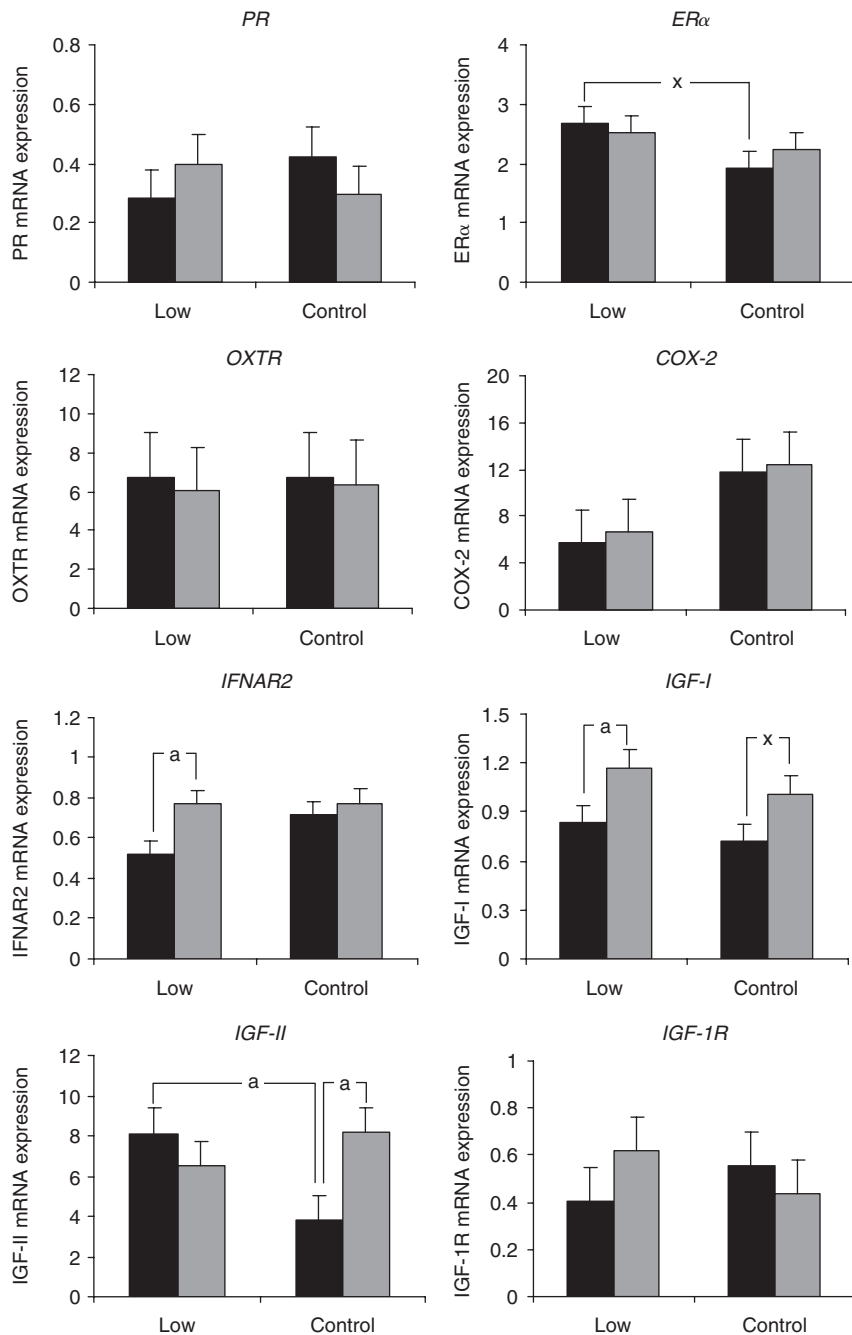 PR
PR mRNA expression
0.8
0.6
0.4
0.2
0
Low Control
ERα
ERα mRNA expression
4
3
2
1
0
x
Low Control
OXTR
OXTR mRNA expression
12
10
8
6
4
2
0
Low Control
COX-2
COX-2 mRNA expression
20
16
12
8
4
0
Low Control
IFNAR2
IFNAR2 mRNA expression
1.2
1
0.8
0.6
0.4
0.2
0
a
Low Control
IGF-I
IGF-I mRNA expression
1.5
1.2
0.9
0.6
0.3
0
a
x
Low Control
IGF-II
IGF-II mRNA expression
12
10
8
6
4
2
0
a a
Low Control
IGF-1R
IGF-1R mRNA expression
1
0.8
0.6
0.4
0.2
0
Low Control